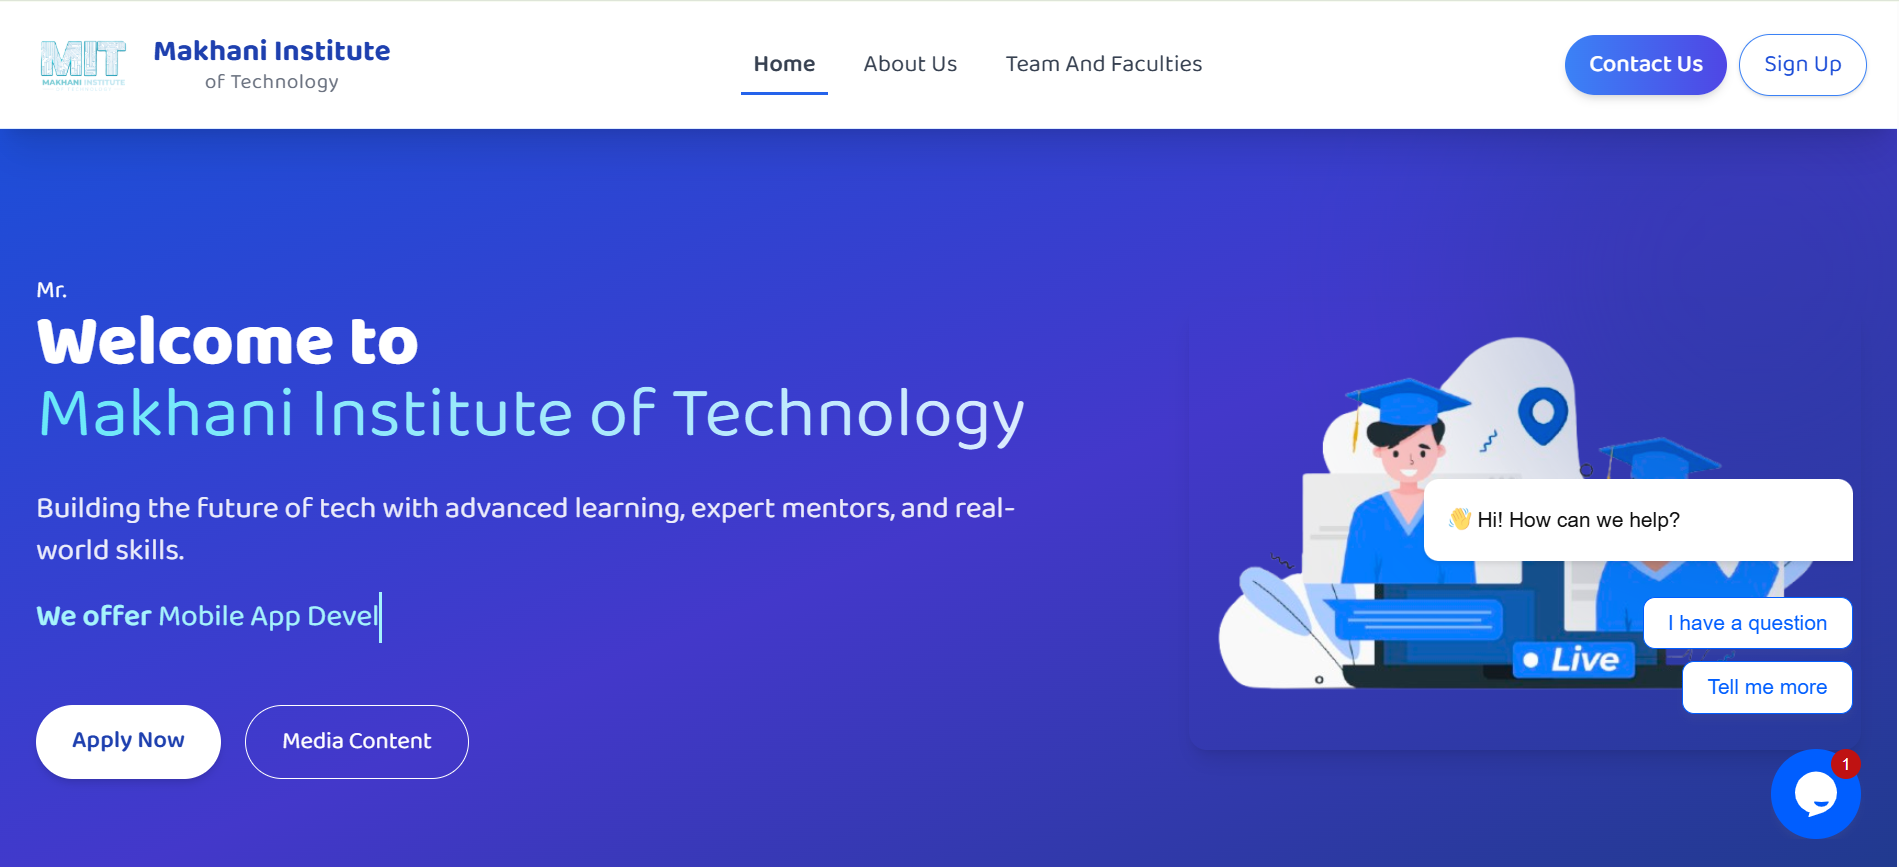 MIT
MAKHANI INSTITUTE
Makhani Institute
of Technology
Home
About Us
Team And Faculties
Contact Us
Sign Up
Mr.
Welcome to
Makhani Institute of Technology
Building the future of tech with advanced learning, expert mentors, and real-
world skills.
We offer Mobile App Devel
Apply Now
Media Content
👋 Hi! How can we help?
I have a question
Live
Tell me more
1